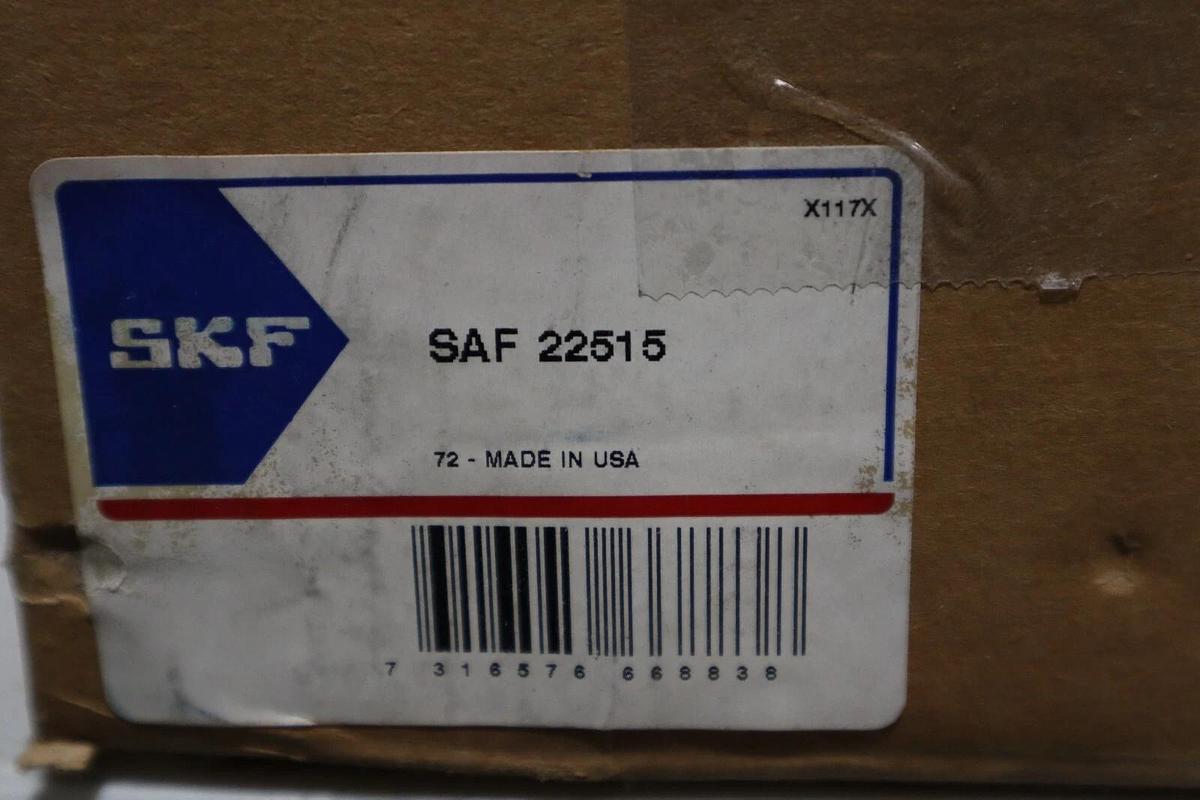 X117X
SKF
SAF 22515
72 - MADE IN USA
7 316576 668838